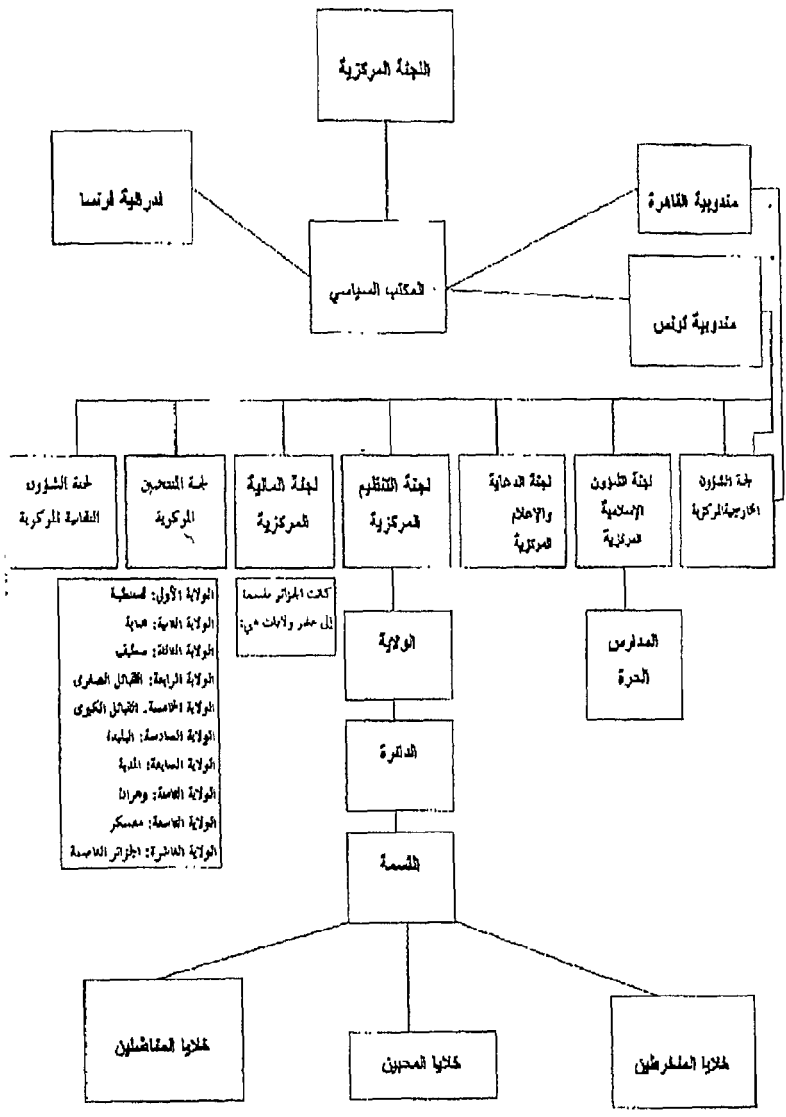 اللجنة المركزية
فدرالية فرنسا
مندوبية القاهرة
المكتب السياسي
مندوبية تونس
لجنة الشؤون
الخارجية المركزية
لجنة الشؤون
الإسلامية
المركزية
لجنة الدعاية
والإعلام
المركزية
لجنة التنظيم
المركزية
لجنة المالية
المركزية
لجنة المنتخبين
المركزية
لجنة الشؤون
النقابية المركزية
كانت الجزائر مقسمة
إلى عشر ولايات هي:
الولاية الأولى: قسنطينة
الولاية الثانية: عنابة
الولاية الثالثة: سطيف
الولاية الرابعة: القبائل الصغرى
الولاية الخامسة. القبائل الكبرى
الولاية السادسة: البليدة
الولاية السابعة: المدية
الولاية الثامنة: وهران
الولاية التاسعة: معسكر
الولاية العاشرة: الجزائر العاصمة
المدارس
الحرة
الولاية
الدائرة
القسمة
خلايا المنخرطين
خلايا المحبين
خلايا المناضلين